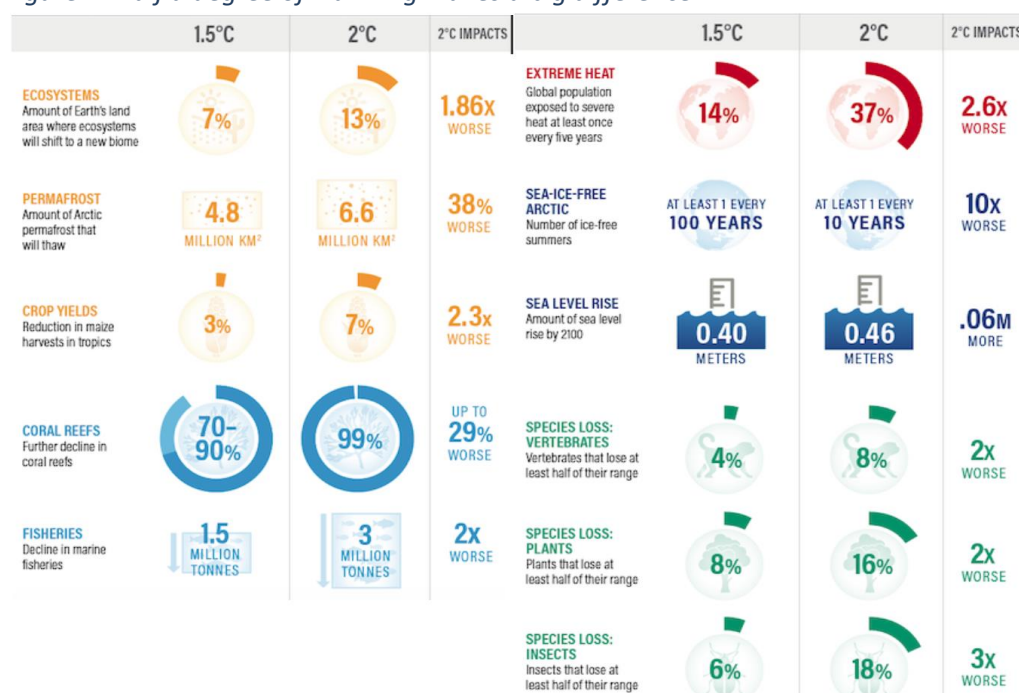 1.5°C
2°C
2°C IMPACTS
ECOSYSTEMS
Amount of Earth's land
area where ecosystems
will shift to a new biome
7%
13%
1.86x
WORSE
PERMAFROST
Amount of Arctic
permafrost that
will thaw
4.8
MILLION KM²
6.6
MILLION KM²
38%
WORSE
CROP YIELDS
Reduction in maize
harvests in tropics
3%
7%
2.3x
WORSE
CORAL REEFS
Further decline in
coral reefs
70–
90%
99%
UP TO
29%
WORSE
FISHERIES
Decline in marine
fisheries
1.5
MILLION
TONNES
3
MILLION
TONNES
2x
WORSE
1.5°C
2°C
2°C IMPACTS
EXTREME HEAT
Global population
exposed to severe
heat at least once
every five years
14%
37%
2.6x
WORSE
SEA-ICE-FREE
ARCTIC
Number of ice-free
summers
AT LEAST 1 EVERY
100 YEARS
AT LEAST 1 EVERY
10 YEARS
10x
WORSE
SEA LEVEL RISE
Amount of sea level
rise by 2100
0.40
METERS
0.46
METERS
.06M
MORE
SPECIES LOSS:
VERTEBRATES
Vertebrates that lose at
least half of their range
4%
8%
2x
WORSE
SPECIES LOSS:
PLANTS
Plants that lose at
least half of their range
8%
16%
2x
WORSE
SPECIES LOSS:
INSECTS
Insects that lose at
least half of their range
6%
18%
3x
WORSE